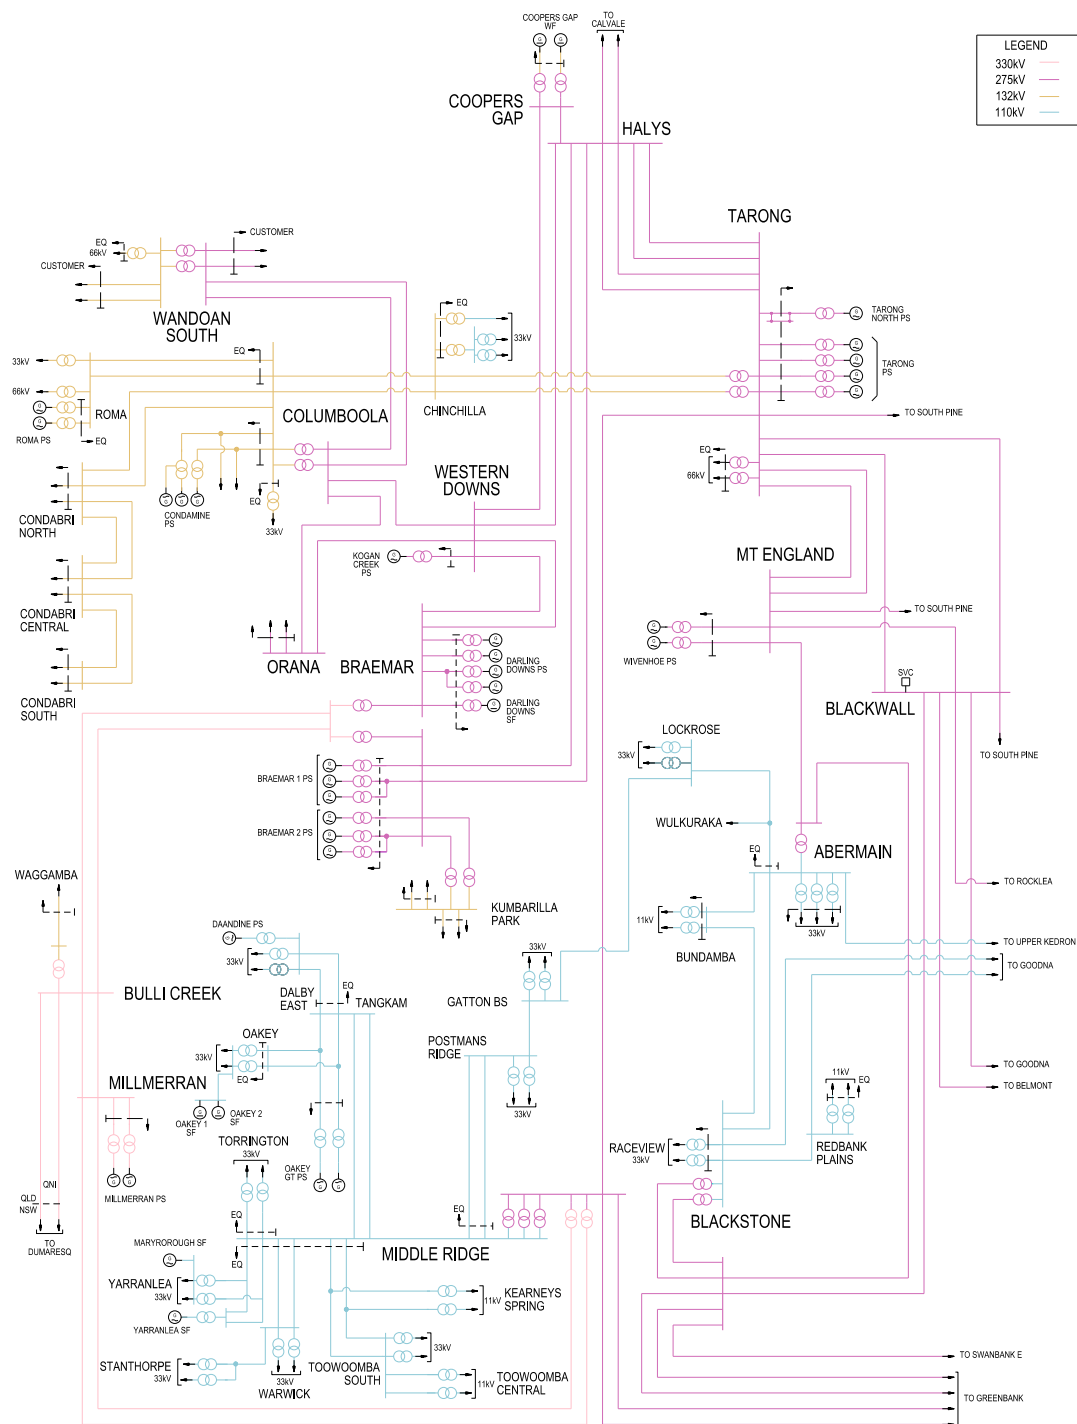 COOPERS GAP
WF
TO
CALVALE
LEGEND
330kV
275kV
132kV
110kV
COOPERS
GAP
HALYS
TARONG
EQ
66kV
CUSTOMER
CUSTOMER
WANDOAN
SOUTH
EQ
33kV
CHINCHILLA
TARONG
NORTH PS
TARONG
PS
33kV
66kV
ROMA
ROMA PS
EQ
EQ
COLUMBOOLA
TO SOUTH PINE
EQ
66kV
WESTERN
DOWNS
CONDAMINE
PS
EQ
33kV
CONDABRI
NORTH
KOGAN
CREEK
PS
MT ENGLAND
TO SOUTH PINE
CONDABRI
CENTRAL
WIVENHOE PS
ORANA
BRAEMAR
DARLING
DOWNS PS
DARLING
DOWNS
SF
CONDABRI
SOUTH
SVC
BLACKWALL
TO SOUTH PINE
LOCKROSE
33kV
BRAEMAR 1 PS
BRAEMAR 2 PS
WULKURAKA
EQ
ABERMAIN
33kV
TO ROCKLEA
WAGGAMBA
KUMBARILLA
PARK
11kV
BUNDAMBA
TO UPPER KEDRON
TO GOODNA
DAANDINE PS
33kV
33kV
DALBY
EAST
EQ
TANGKAM
GATTON BS
BULLI CREEK
POSTMANS
RIDGE
33kV
OAKEY
33kV
EQ
TO GOODNA
TO BELMONT
MILLMERRAN
OAKEY 1
SF
OAKEY 2
SF
11kV
EQ
REDBANK
PLAINS
RACEVIEW
33kV
TORRINGTON
33kV
OAKEY
GT PS
MILLMERRAN PS
QNI
QLD
NSW
TO
DUMARESQ
EQ
EQ
EQ
MIDDLE RIDGE
BLACKSTONE
MARYROROUGH SF
YARRANLEA
33kV
YARRANLEA SF
KEARNEYS
SPRING
11kV
STANTHORPE
33kV
33kV
WARWICK
TOOWOOMBA
SOUTH
33kV
11kV
TOOWOOMBA
CENTRAL
TO SWANBANK E
TO GREENBANK